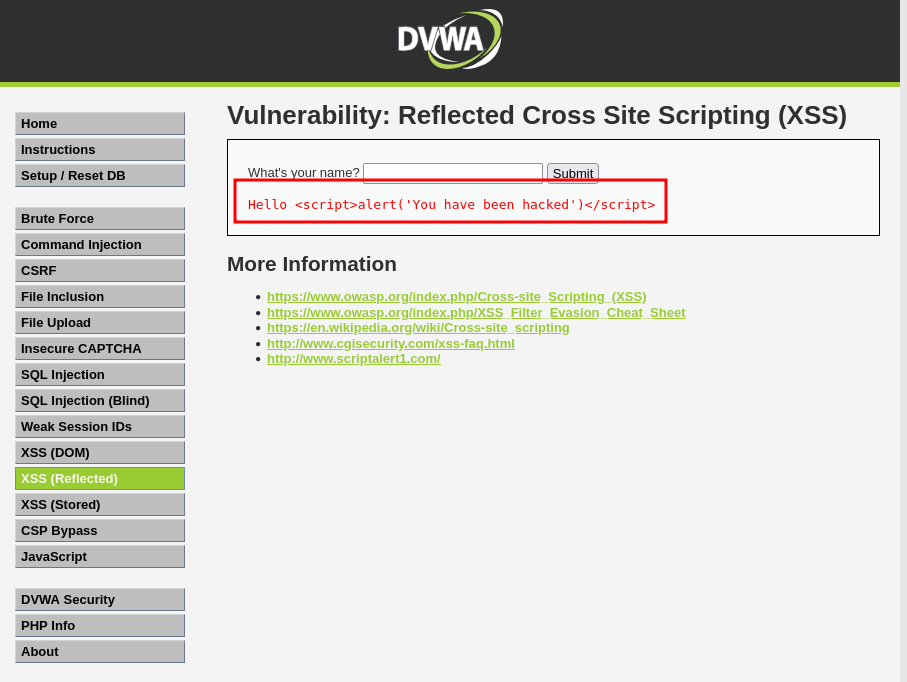 DVWA
Home
Instructions
Setup / Reset DB
Brute Force
Command Injection
CSRF
File Inclusion
File Upload
Insecure CAPTCHA
SQL Injection
SQL Injection (Blind)
Weak Session IDs
XSS (DOM)
XSS (Reflected)
XSS (Stored)
CSP Bypass
JavaScript
DVWA Security
PHP Info
About
Vulnerability: Reflected Cross Site Scripting (XSS)
What's your name? Submit
Hello <script>alert('You have been hacked')</script>
More Information
https://www.owasp.org/index.php/Cross-site_Scripting_(XSS)
https://www.owasp.org/index.php/XSS_Filter_Evasion_Cheat_Sheet
https://en.wikipedia.org/wiki/Cross-site_scripting
http://www.cgisecurity.com/xss-faq.html
http://www.scriptalert1.com/